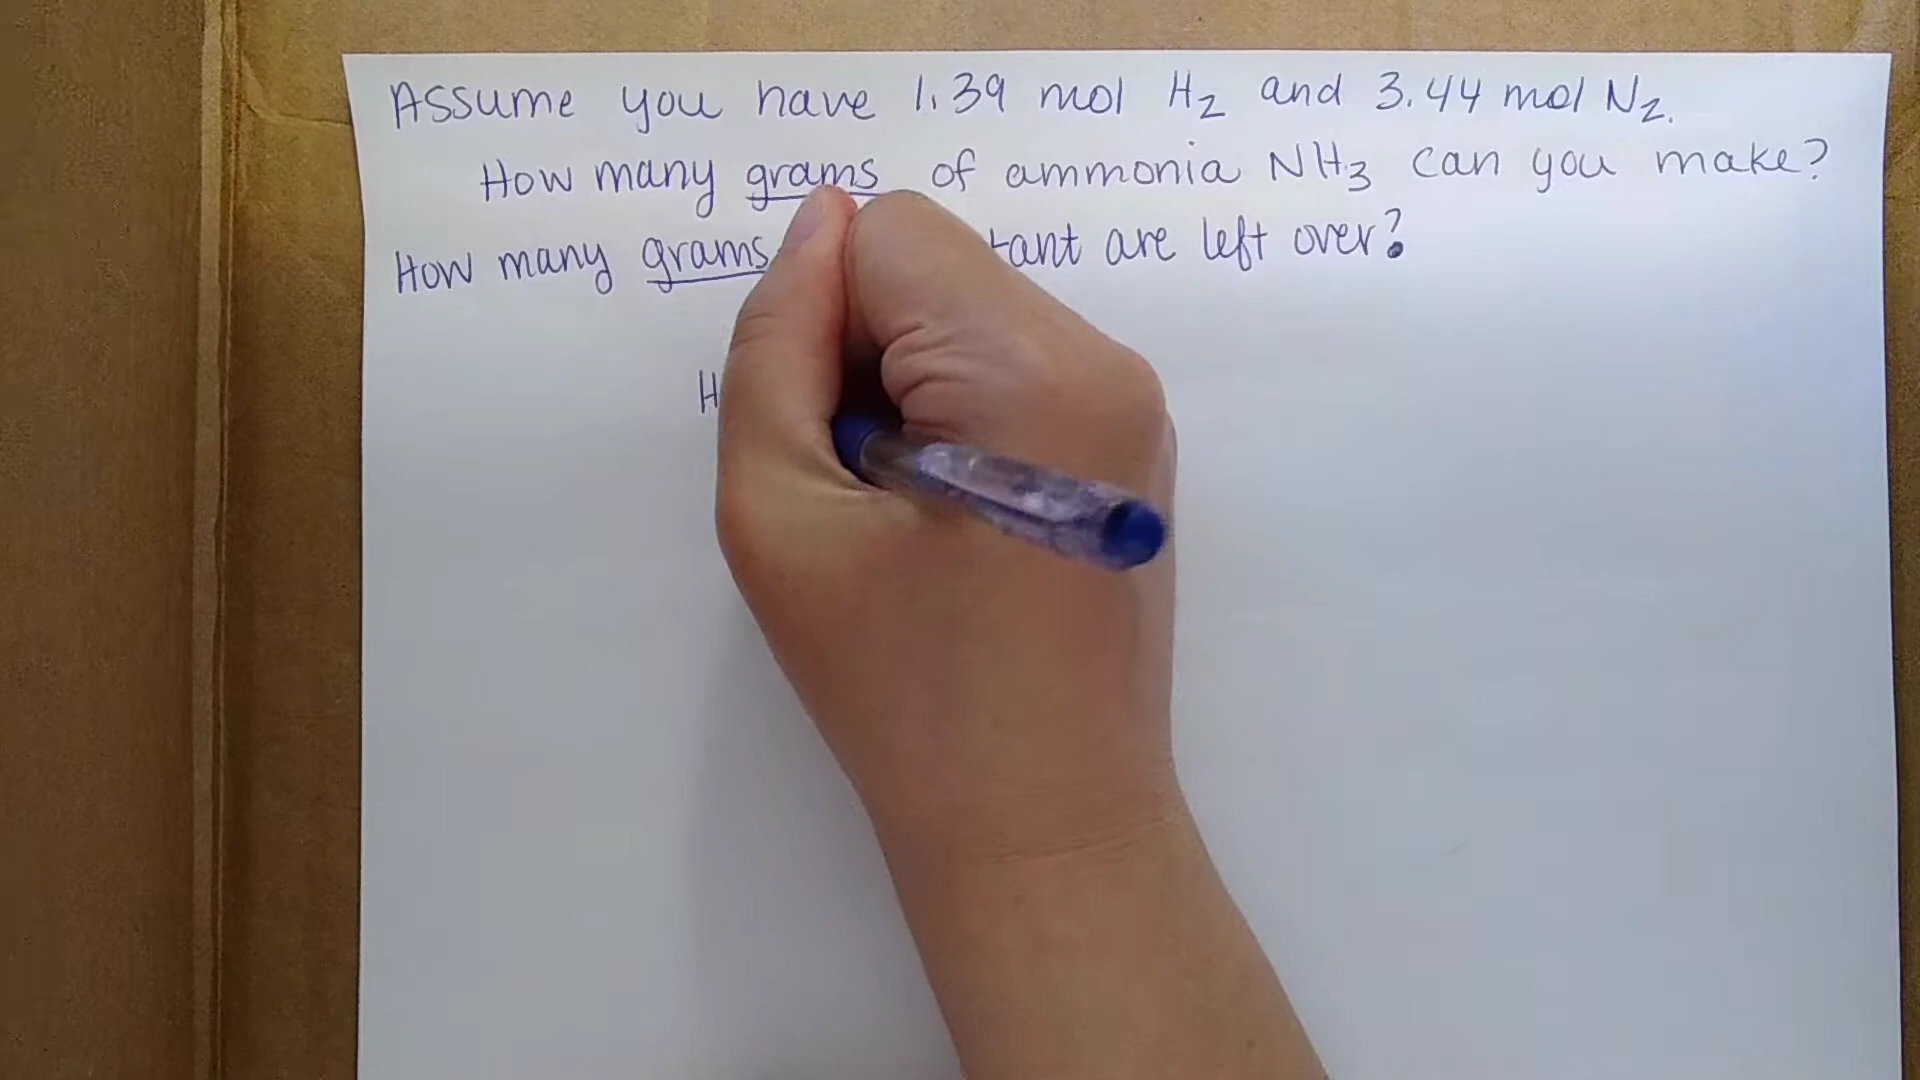 Assume you have 1.39 mol H2 and 3.44 mol N2.
How many grams of ammonia NH3 can you make?
How many grams tant are left over?
H